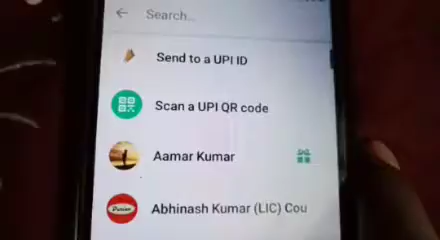 Search...
Send to a UPI ID
Scan a UPI QR code
Aamar Kumar
Abhinash Kumar (LIC) Cou